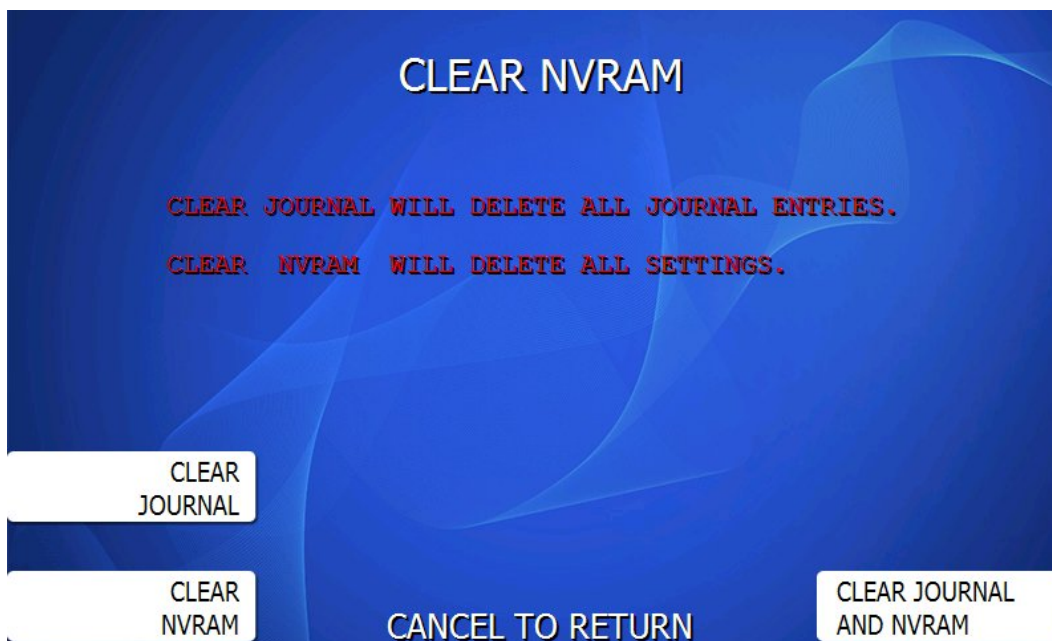 CLEAR NVRAM
CLEAR JOURNAL WILL DELETE ALL JOURNAL ENTRIES.
CLEAR NVRAM WILL DELETE ALL SETTINGS.
CLEAR
JOURNAL
CLEAR
NVRAM
CANCEL TO RETURN
CLEAR JOURNAL
AND NVRAM